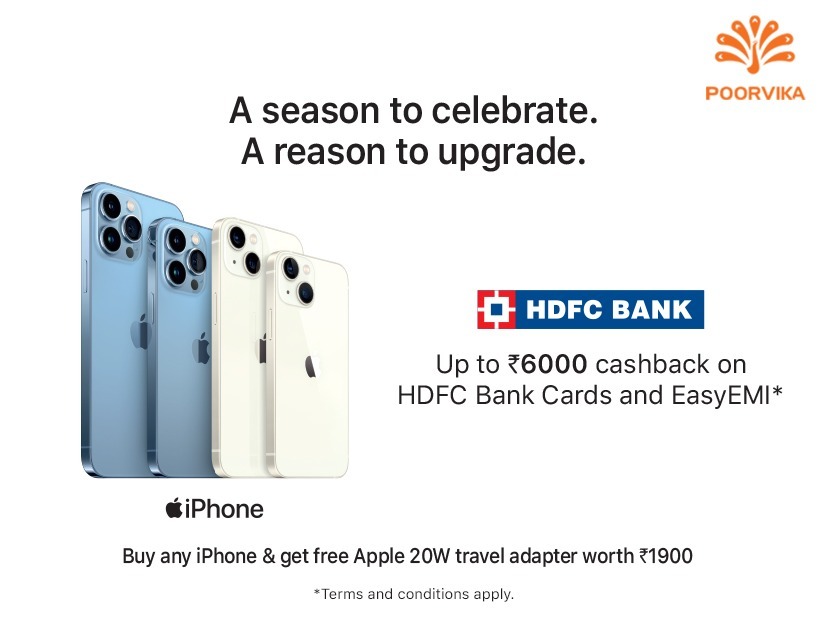 POORVIKA
A season to celebrate.
A reason to upgrade.
HDFC BANK
Up to ₹6000 cashback on
HDFC Bank Cards and EasyEMI*
iPhone
Buy any iPhone & get free Apple 20W travel adapter worth ₹1900
*Terms and conditions apply.